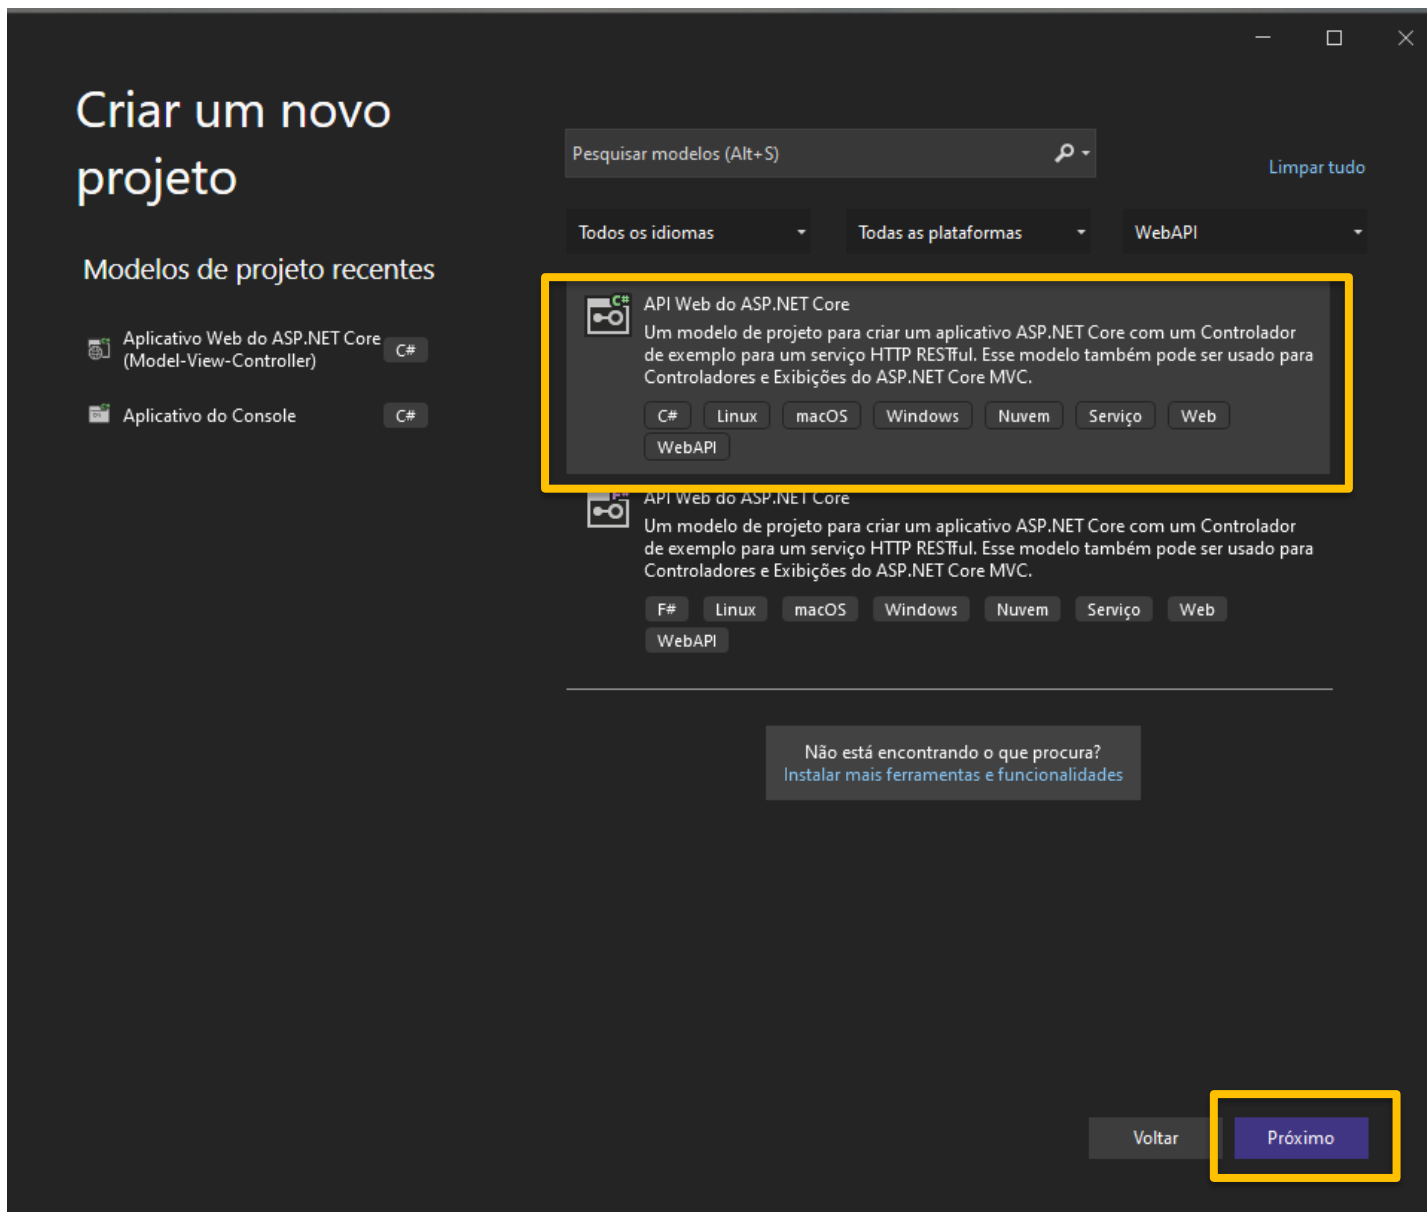 Criar um novo
projeto
Modelos de projeto recentes
Aplicativo Web do ASP.NET Core
(Model-View-Controller)
C#
Aplicativo do Console
C#
Pesquisar modelos (Alt+S)
Limpar tudo
Todos os idiomas
Todas as plataformas
WebAPI
C#
API Web do ASP.NET Core
Um modelo de projeto para criar um aplicativo ASP.NET Core com um Controlador
de exemplo para um serviço HTTP RESTful. Esse modelo também pode ser usado para
Controladores e Exibições do ASP.NET Core MVC.
C# Linux macOS Windows Nuvem Serviço Web
WebAPI
F#
API Web do ASP.NET Core
Um modelo de projeto para criar um aplicativo ASP.NET Core com um Controlador
de exemplo para um serviço HTTP RESTful. Esse modelo também pode ser usado para
Controladores e Exibições do ASP.NET Core MVC.
F# Linux macOS Windows Nuvem Serviço Web
WebAPI
Não está encontrando o que procura?
Instalar mais ferramentas e funcionalidades
Voltar
Próximo